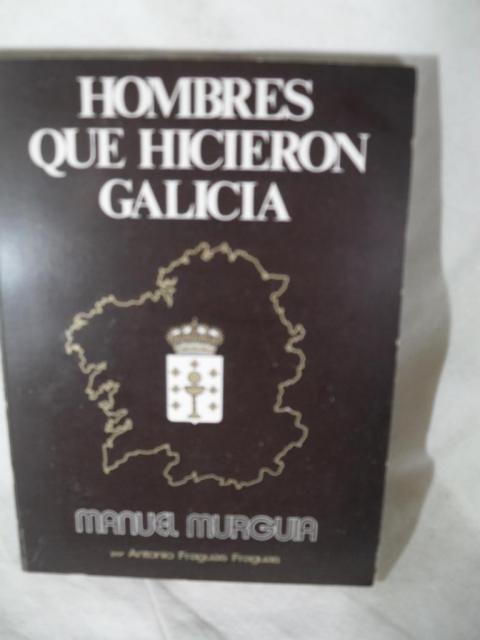 HOMBRES
QUE HICIERON
GALICIA
MANUEL MURGUIA
por Antonio Fraguas Fraguas